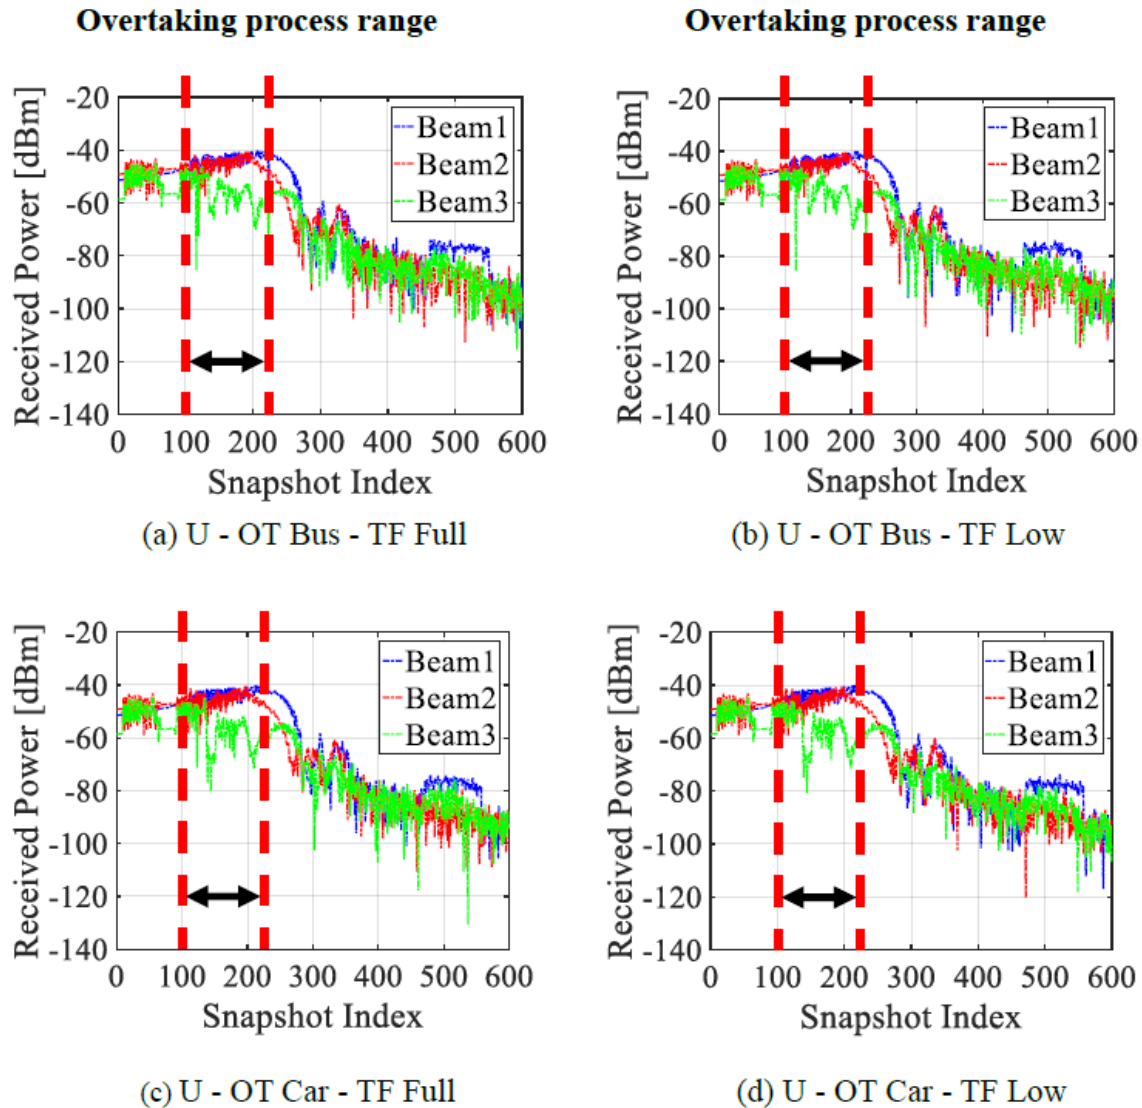 Overtaking process range
Overtaking process range
Received Power [dBm]
-20
-40
-60
-80
-100
-120
-140
0 100 200 300 400 500 600
Snapshot Index
Beam1
Beam2
Beam3
(a) U - OT Bus - TF Full
Received Power [dBm]
-20
-40
-60
-80
-100
-120
-140
0 100 200 300 400 500 600
Snapshot Index
Beam1
Beam2
Beam3
(b) U - OT Bus - TF Low
Received Power [dBm]
-20
-40
-60
-80
-100
-120
-140
0 100 200 300 400 500 600
Snapshot Index
Beam1
Beam2
Beam3
(c) U - OT Car - TF Full
Received Power [dBm]
-20
-40
-60
-80
-100
-120
-140
0 100 200 300 400 500 600
Snapshot Index
Beam1
Beam2
Beam3
(d) U - OT Car - TF Low